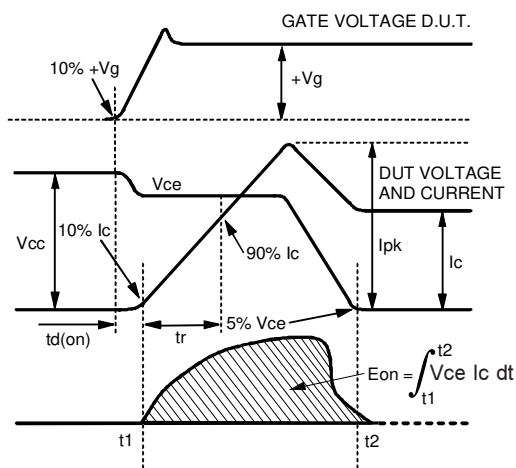 GATE VOLTAGE D.U.T.
10% +Vg
+Vg
Vce
DUT VOLTAGE
AND CURRENT
Vcc
10% Ic
90% Ic
Ipk
Ic
td(on)
tr
5% Vce
Eon = ∫ Vce Ic dt
t2
t1
t1
t2